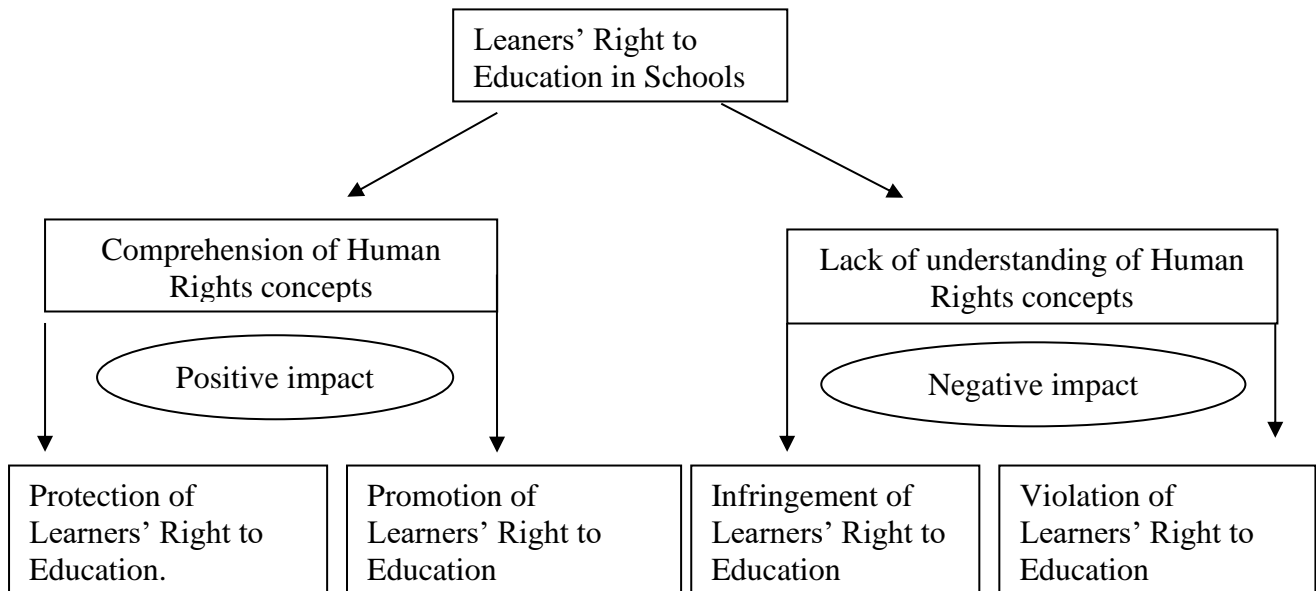 Leaners’ Right to
Education in Schools
Comprehension of Human
Rights concepts
Lack of understanding of Human
Rights concepts
Positive impact
Negative impact
Protection of
Learners’ Right to
Education.
Promotion of
Learners’ Right to
Education
Infringement of
Learners’ Right to
Education
Violation of
Learners’ Right to
Education